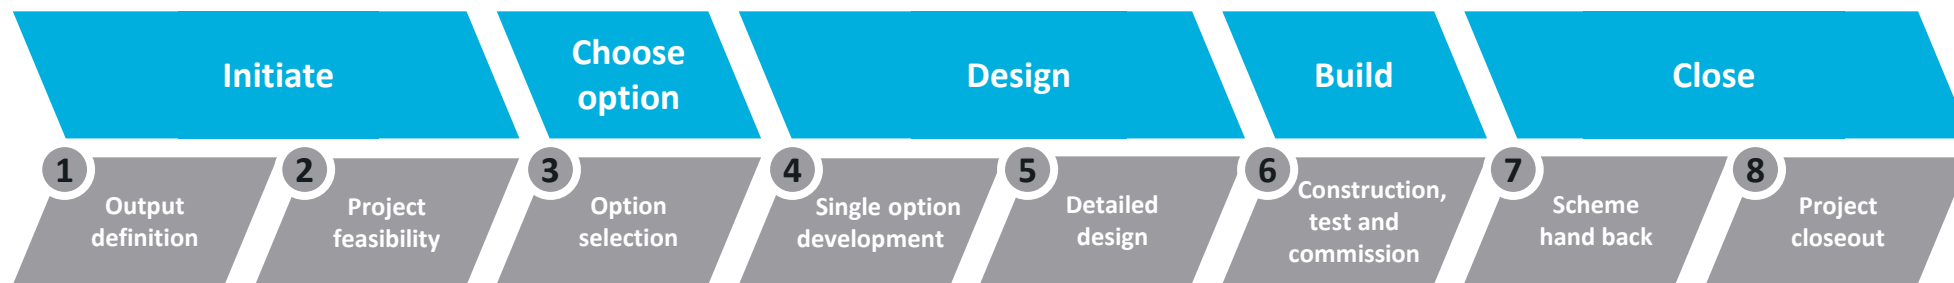 Initiate
Choose
option
Design
Build
Close
1
Output
definition
2
Project
feasibility
3
Option
selection
4
Single option
development
5
Detailed
design
6
Construction,
test and
commission
7
Scheme
hand back
8
Project
closeout